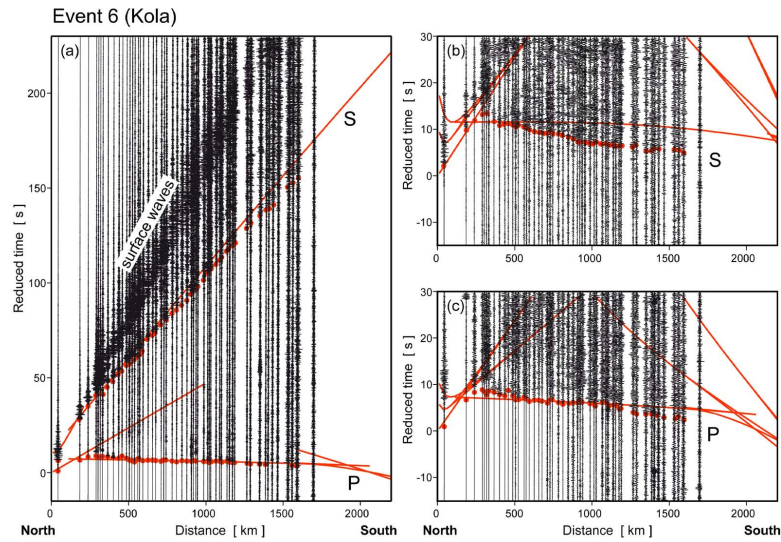 Event 6 (Kola)
(a)
200
150
100
50
0
Reduced time [ s ]
surface waves
S
P
0
500
1000
1500
2000
North
Distance [ km ]
South
(b)
30
20
10
0
-10
Reduced time [ s ]
S
0
500
1000
1500
2000
(c)
30
20
10
0
-10
Reduced time [ s ]
P
0
500
1000
1500
2000
North
Distance [ km ]
South